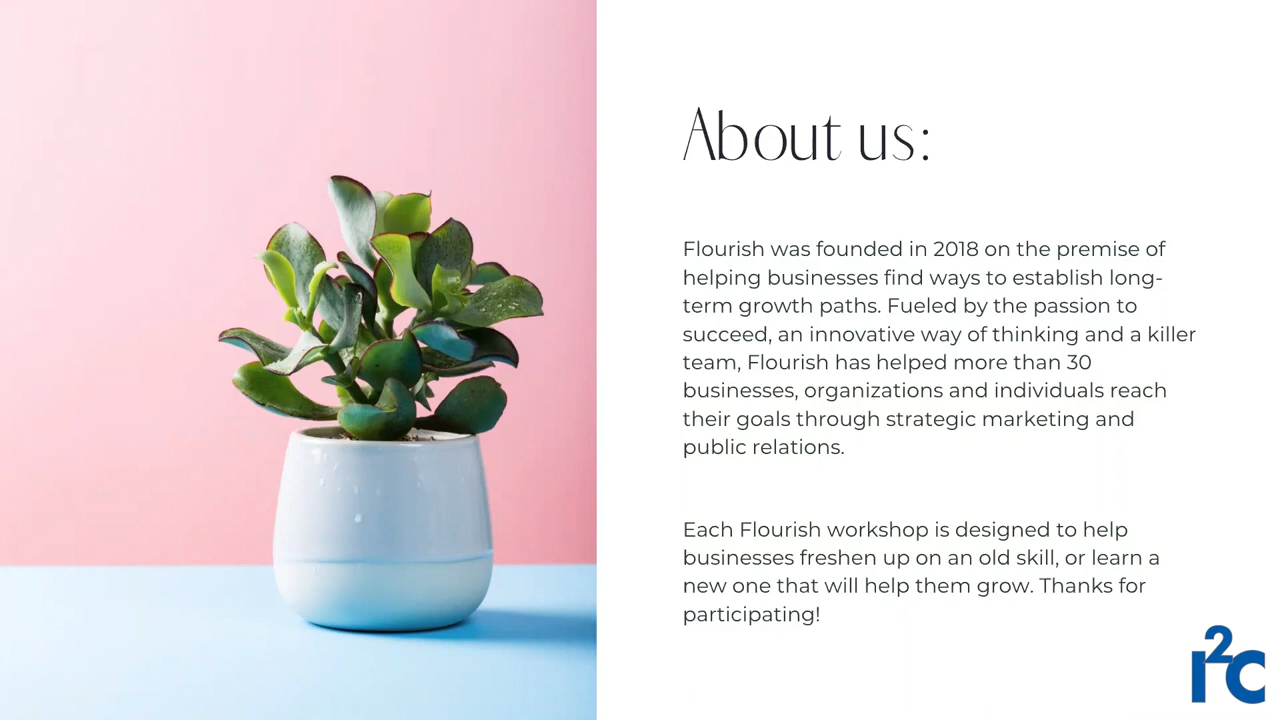 About us:
Flourish was founded in 2018 on the premise of
helping businesses find ways to establish long-
term growth paths. Fueled by the passion to
succeed, an innovative way of thinking and a killer
team, Flourish has helped more than 30
businesses, organizations and individuals reach
their goals through strategic marketing and
public relations.
Each Flourish workshop is designed to help
businesses freshen up on an old skill, or learn a
new one that will help them grow. Thanks for
participating!
I2C